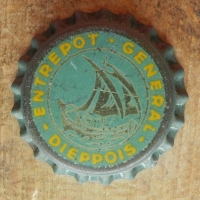 ENTREPOT - GENERAL - DIEPPOIS -